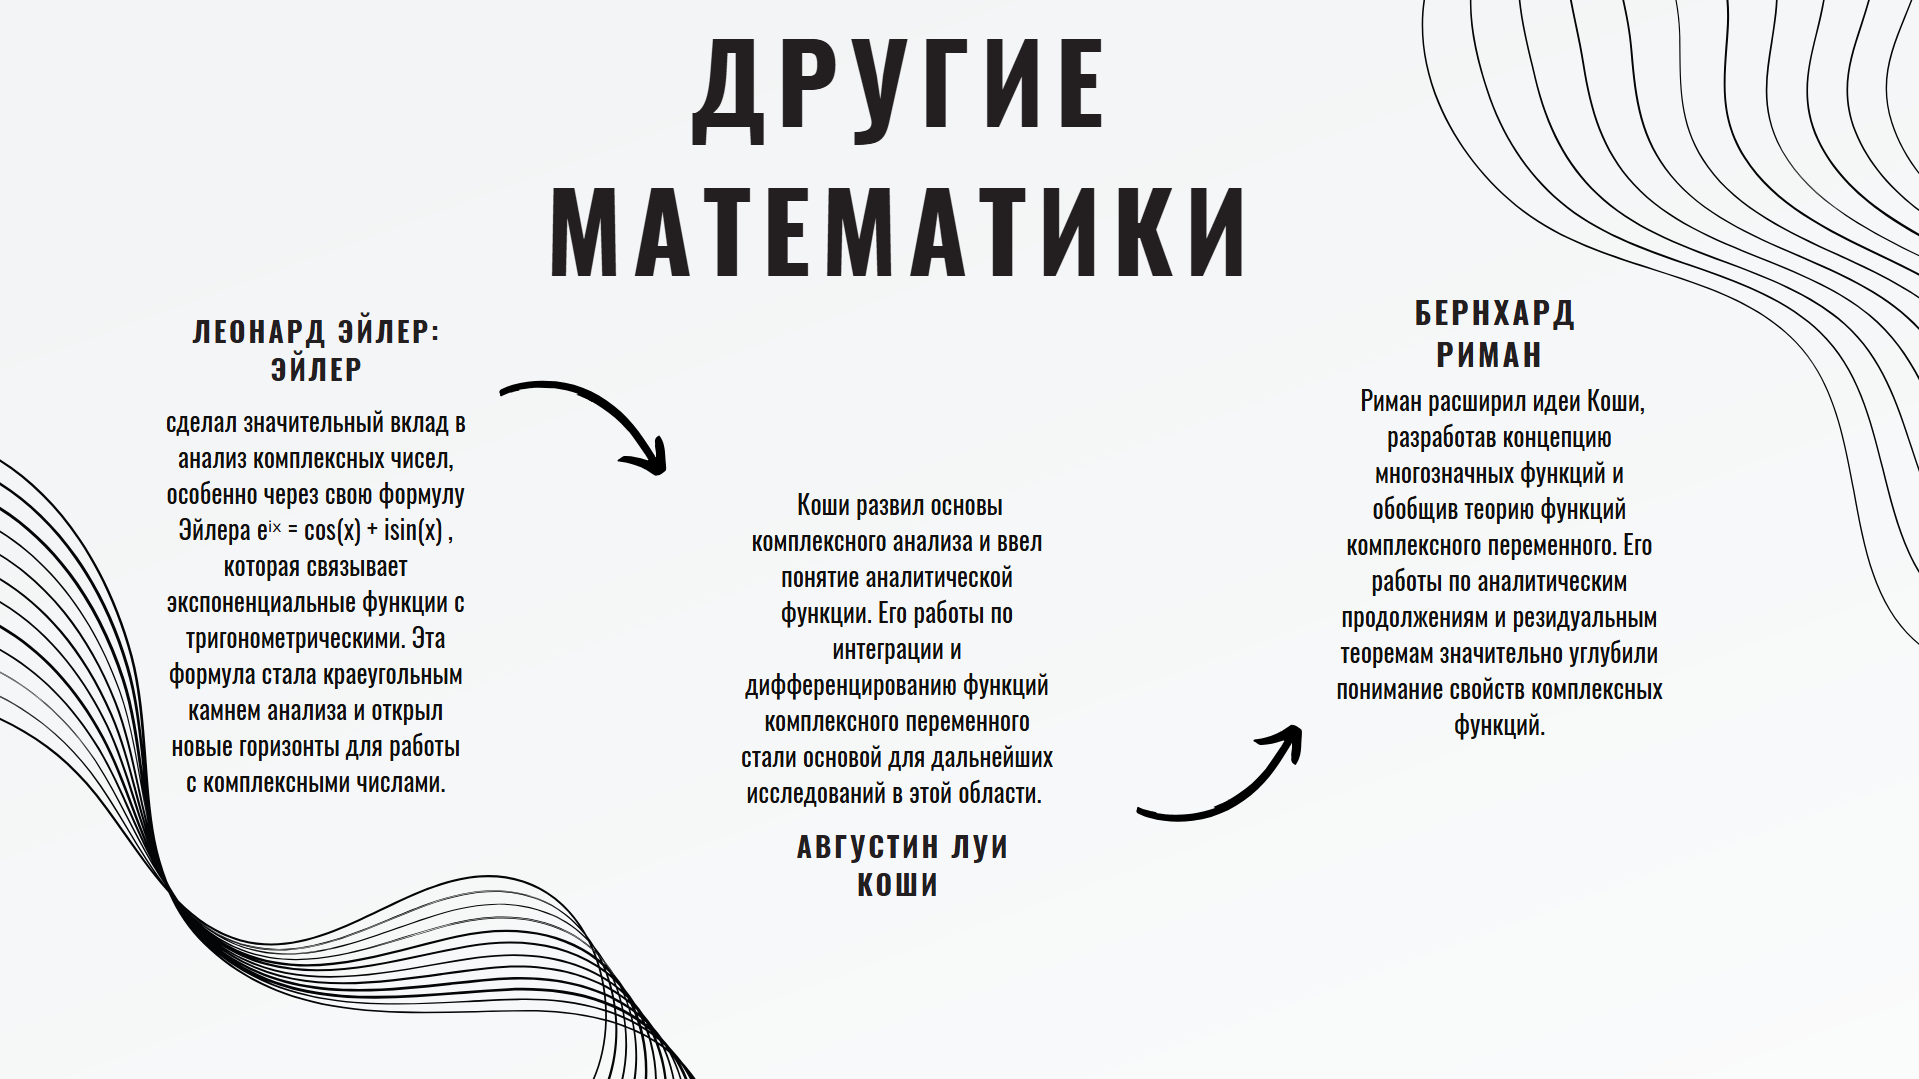 ДРУГИЕ
МАТЕМАТИКИ
ЛЕОНАРД ЭЙЛЕР:
ЭЙЛЕР
сделал значительный вклад в
анализ комплексных чисел,
особенно через свою формулу
Эйлера eⁱˣ = cos(x) + isin(x) ,
которая связывает
экспоненциальные функции с
тригонометрическими. Эта
формула стала краеугольным
камнем анализа и открыл
новые горизонты для работы
с комплексными числами.
Коши развил основы
комплексного анализа и ввел
понятие аналитической
функции. Его работы по
интеграции и
дифференцированию функций
комплексного переменного
стали основой для дальнейших
исследований в этой области.
АВГУСТИН ЛУИ
КОШИ
БЕРНХАРД
РИМАН
Риман расширил идеи Коши,
разработав концепцию
многозначных функций и
обобщив теорию функций
комплексного переменного. Его
работы по аналитическим
продолжениям и резидуальным
теоремам значительно углубили
понимание свойств комплексных
функций.